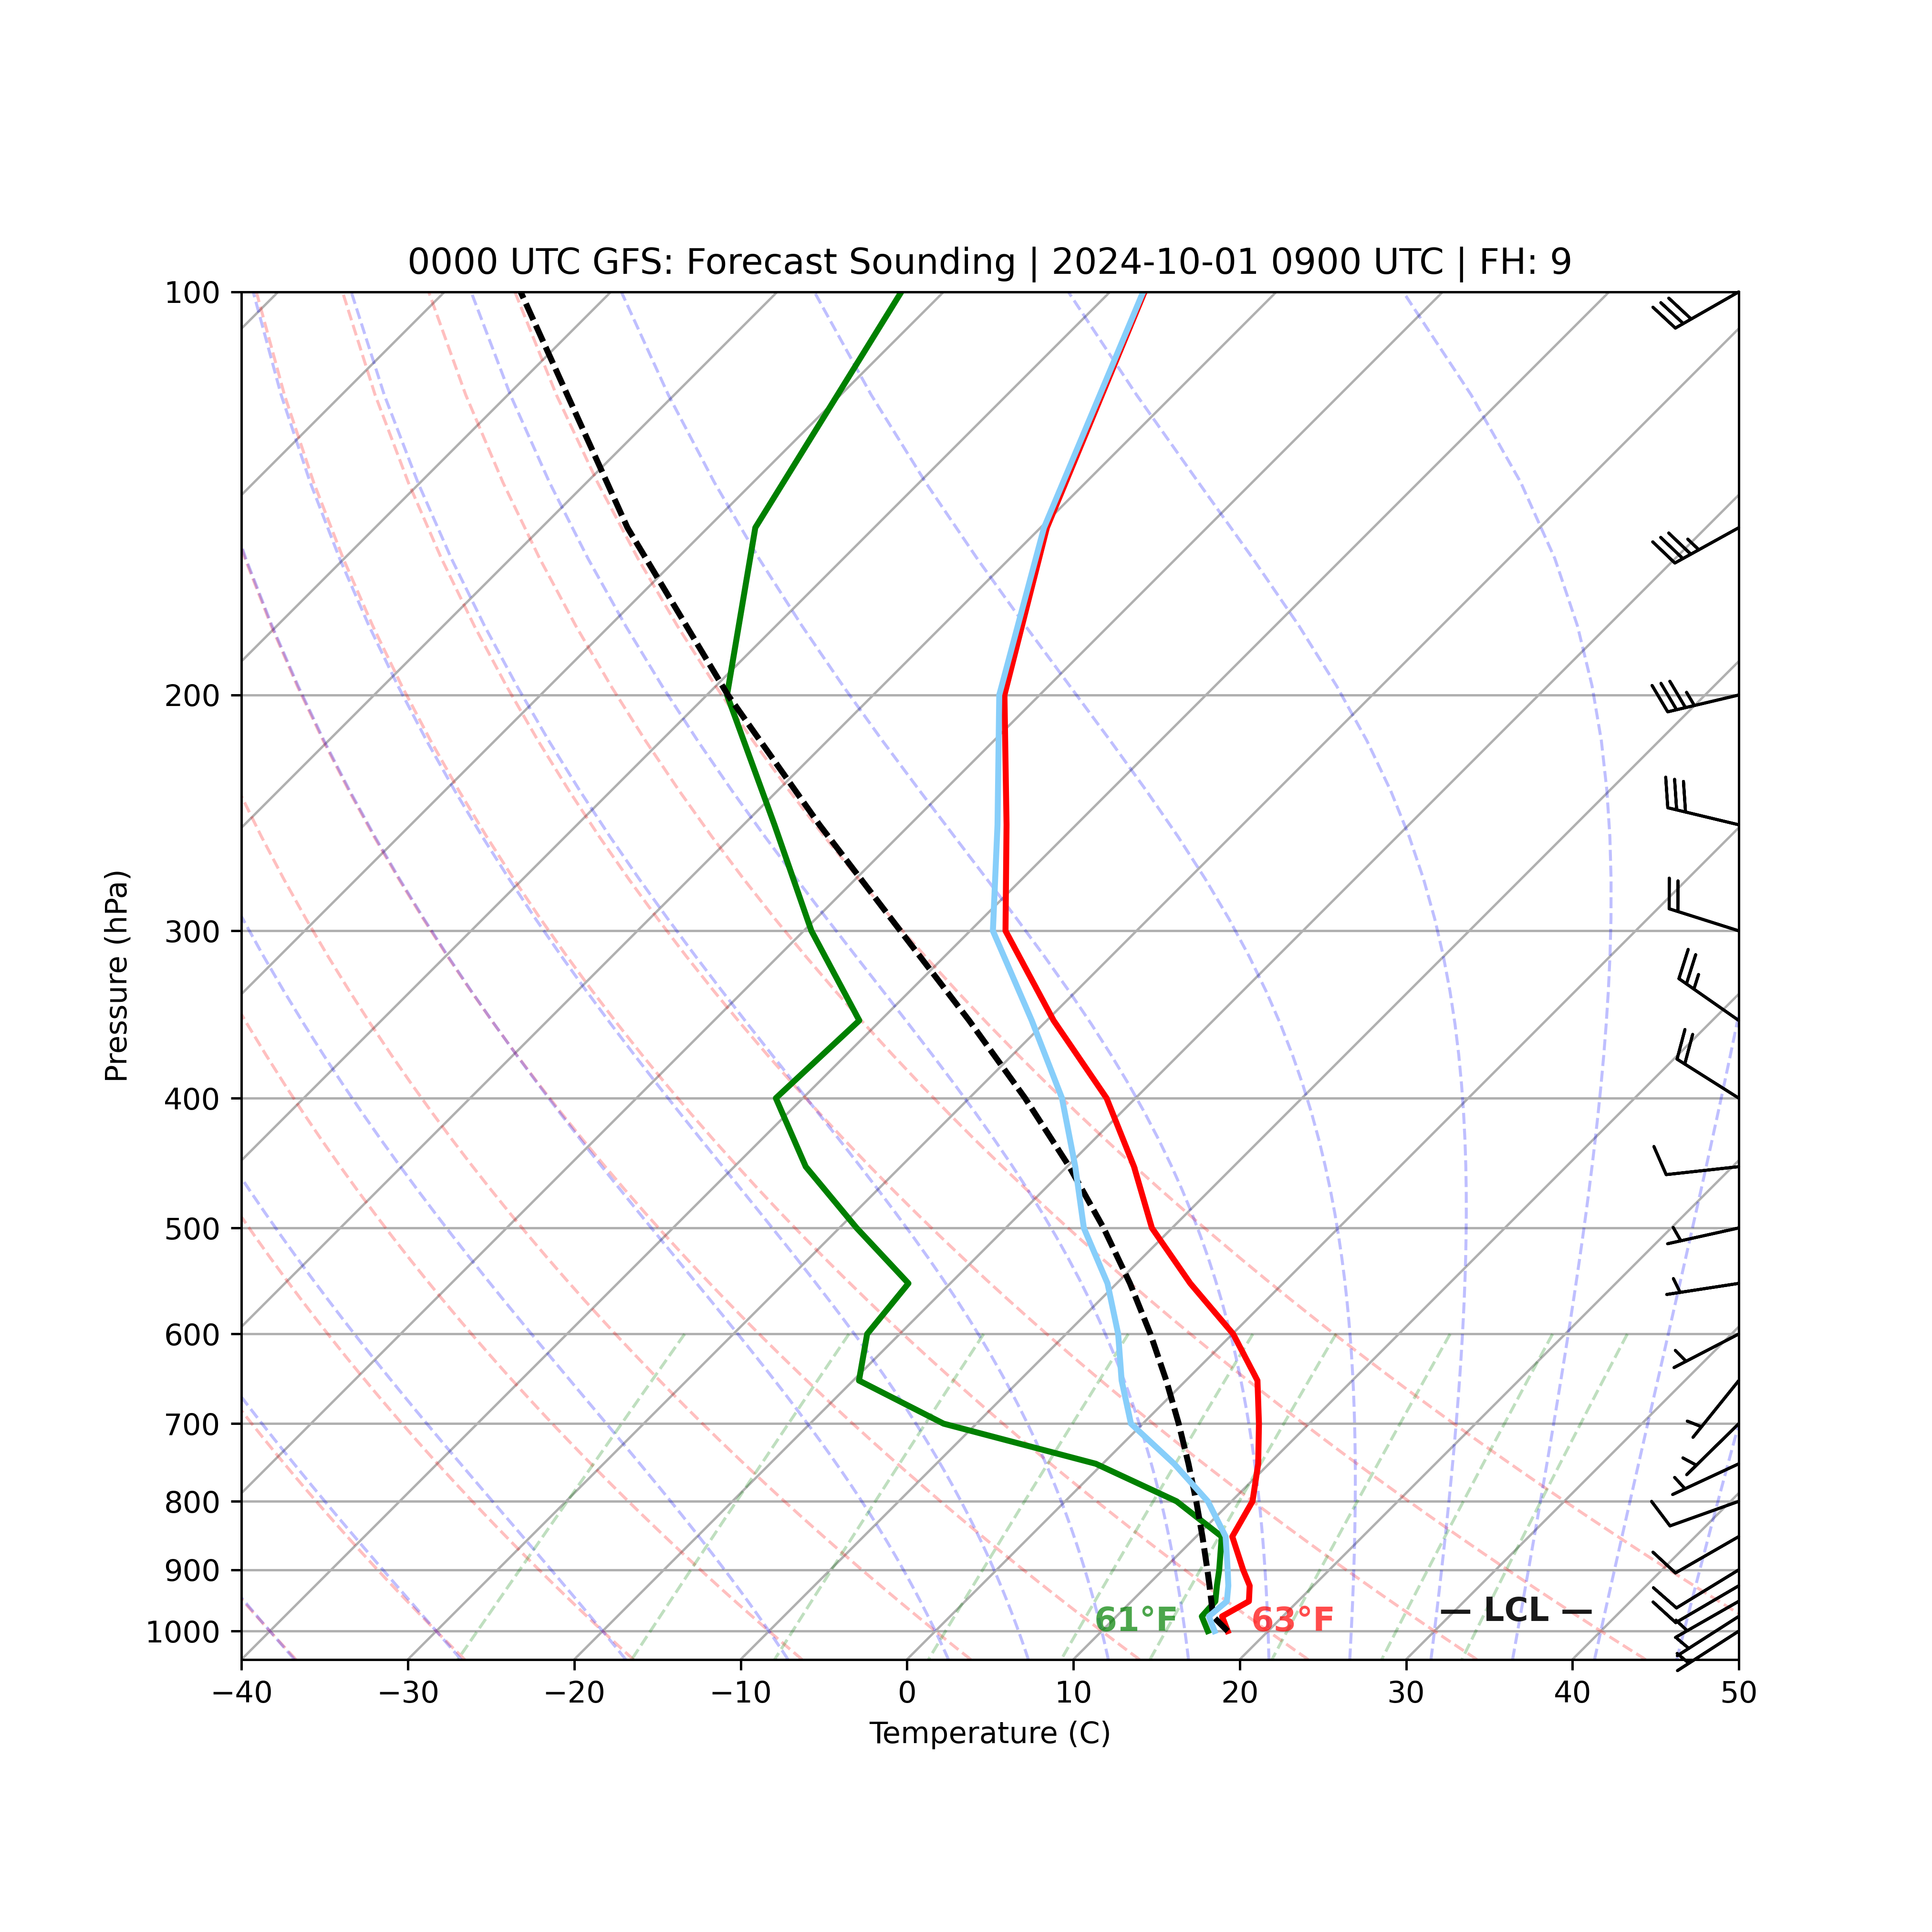 0000 UTC GFS: Forecast Sounding | 2024-10-01 0900 UTC | FH: 9
100
200
300
400
500
600
700
800
900
1000
Pressure (hPa)
61°F
63°F
— LCL —
−40 −30 −20 −10 0 10 20 30 40 50
Temperature (C)